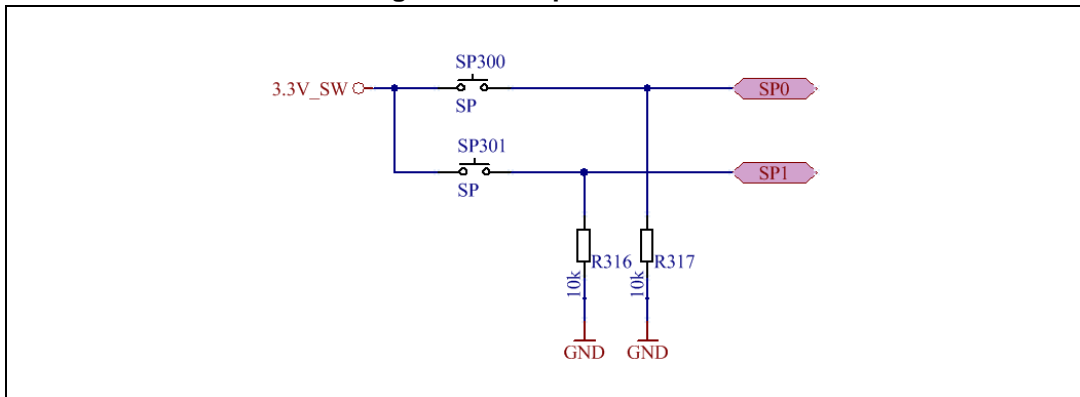 SP300
3.3V_SW
SP
SP0
SP301
SP
SP1
R316
R317
10k
10k
GND
GND